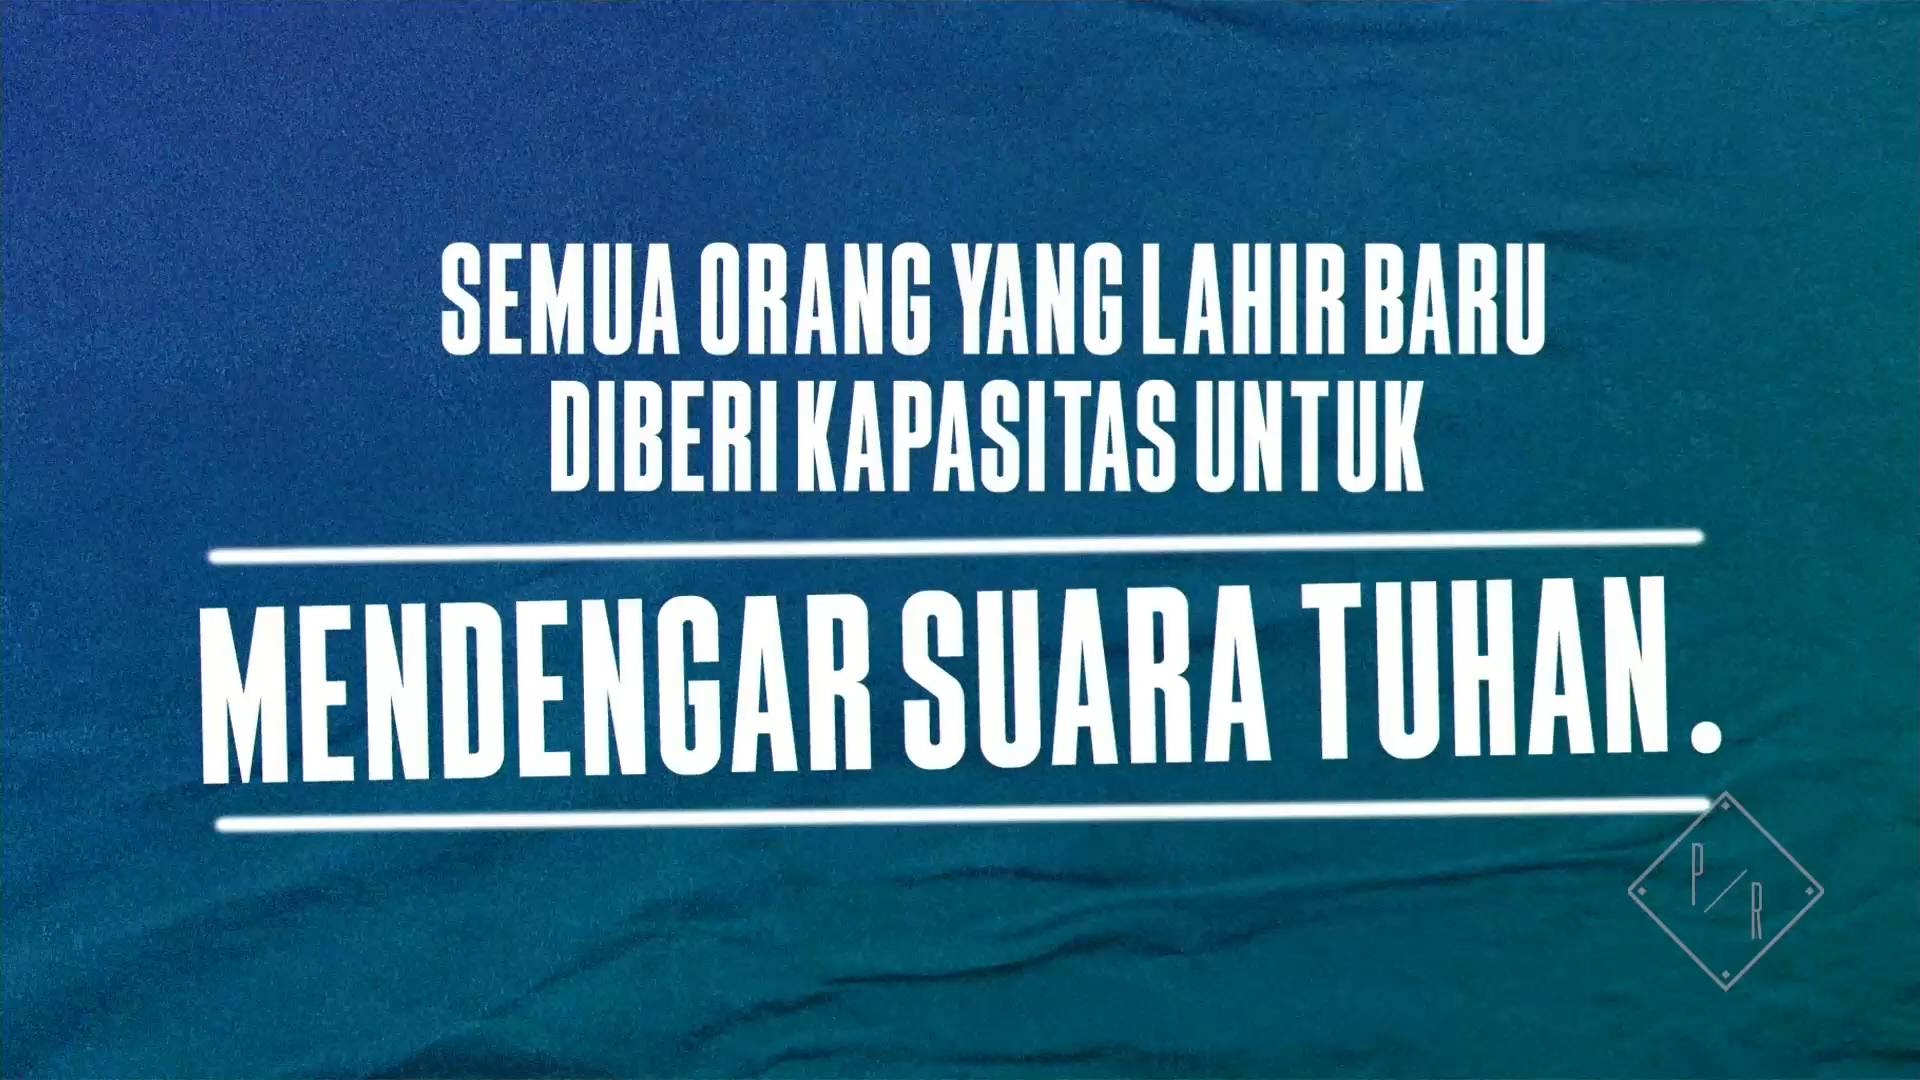 SEMUA ORANG YANG LAHIR BARU
DIBERI KAPASITAS UNTUK
MENDENGAR SUARA TUHAN.
P/R